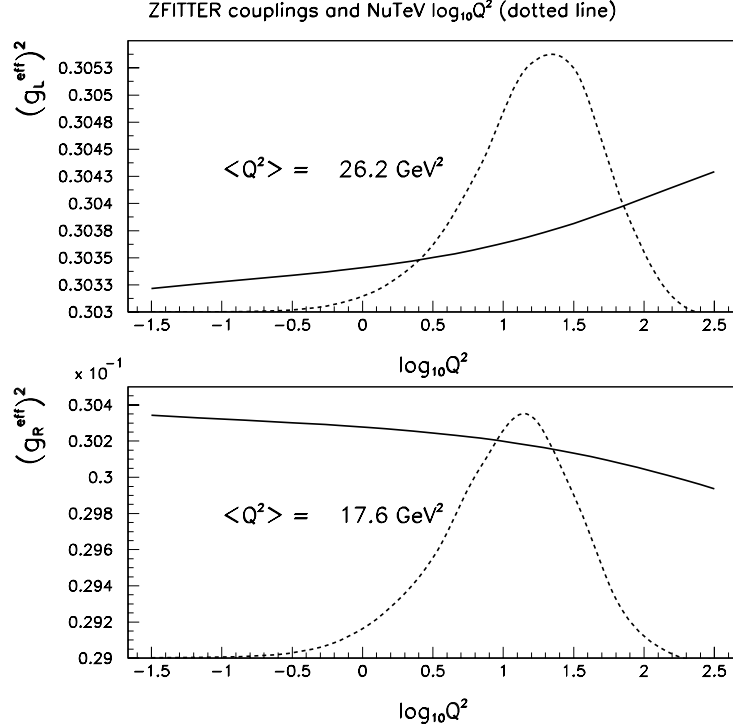 ZFITTER couplings and NuTeV log₁₀Q² (dotted line)
(g_L^eff)²
0.3053
0.305
0.3048
0.3045
0.3043
0.304
0.3038
0.3035
0.3033
0.303
<Q²> = 26.2 GeV²
−1.5 −1 −0.5 0 0.5 1 1.5 2 2.5
log₁₀Q²
x 10⁻¹
(g_R^eff)²
0.304
0.302
0.3
0.298
0.296
0.294
0.292
0.29
<Q²> = 17.6 GeV²
−1.5 −1 −0.5 0 0.5 1 1.5 2 2.5
log₁₀Q²